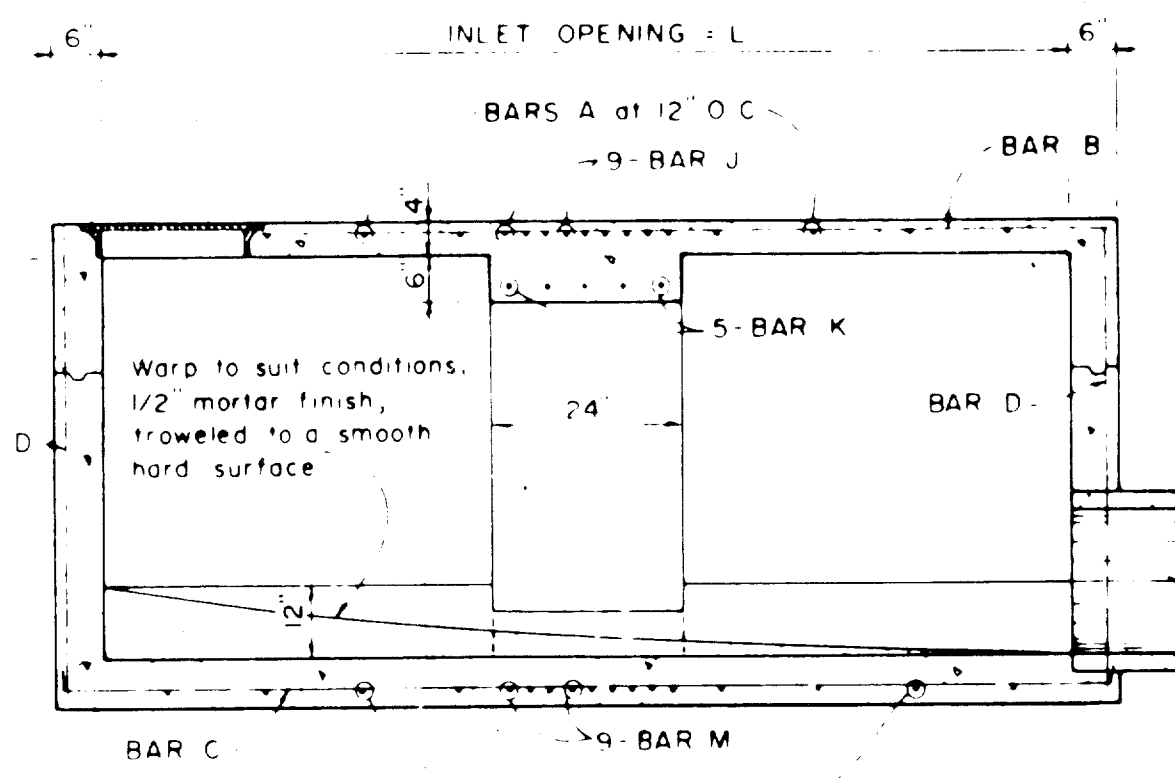 6"
INLET OPENING = L
6"
BARS A at 12" O C
9-BAR J
BAR B
4"
6"
5-BAR K
Warp to suit conditions,
1/2" mortar finish,
troweled to a smooth
hard surface
24"
BAR D
D
12"
9-BAR M
BAR C